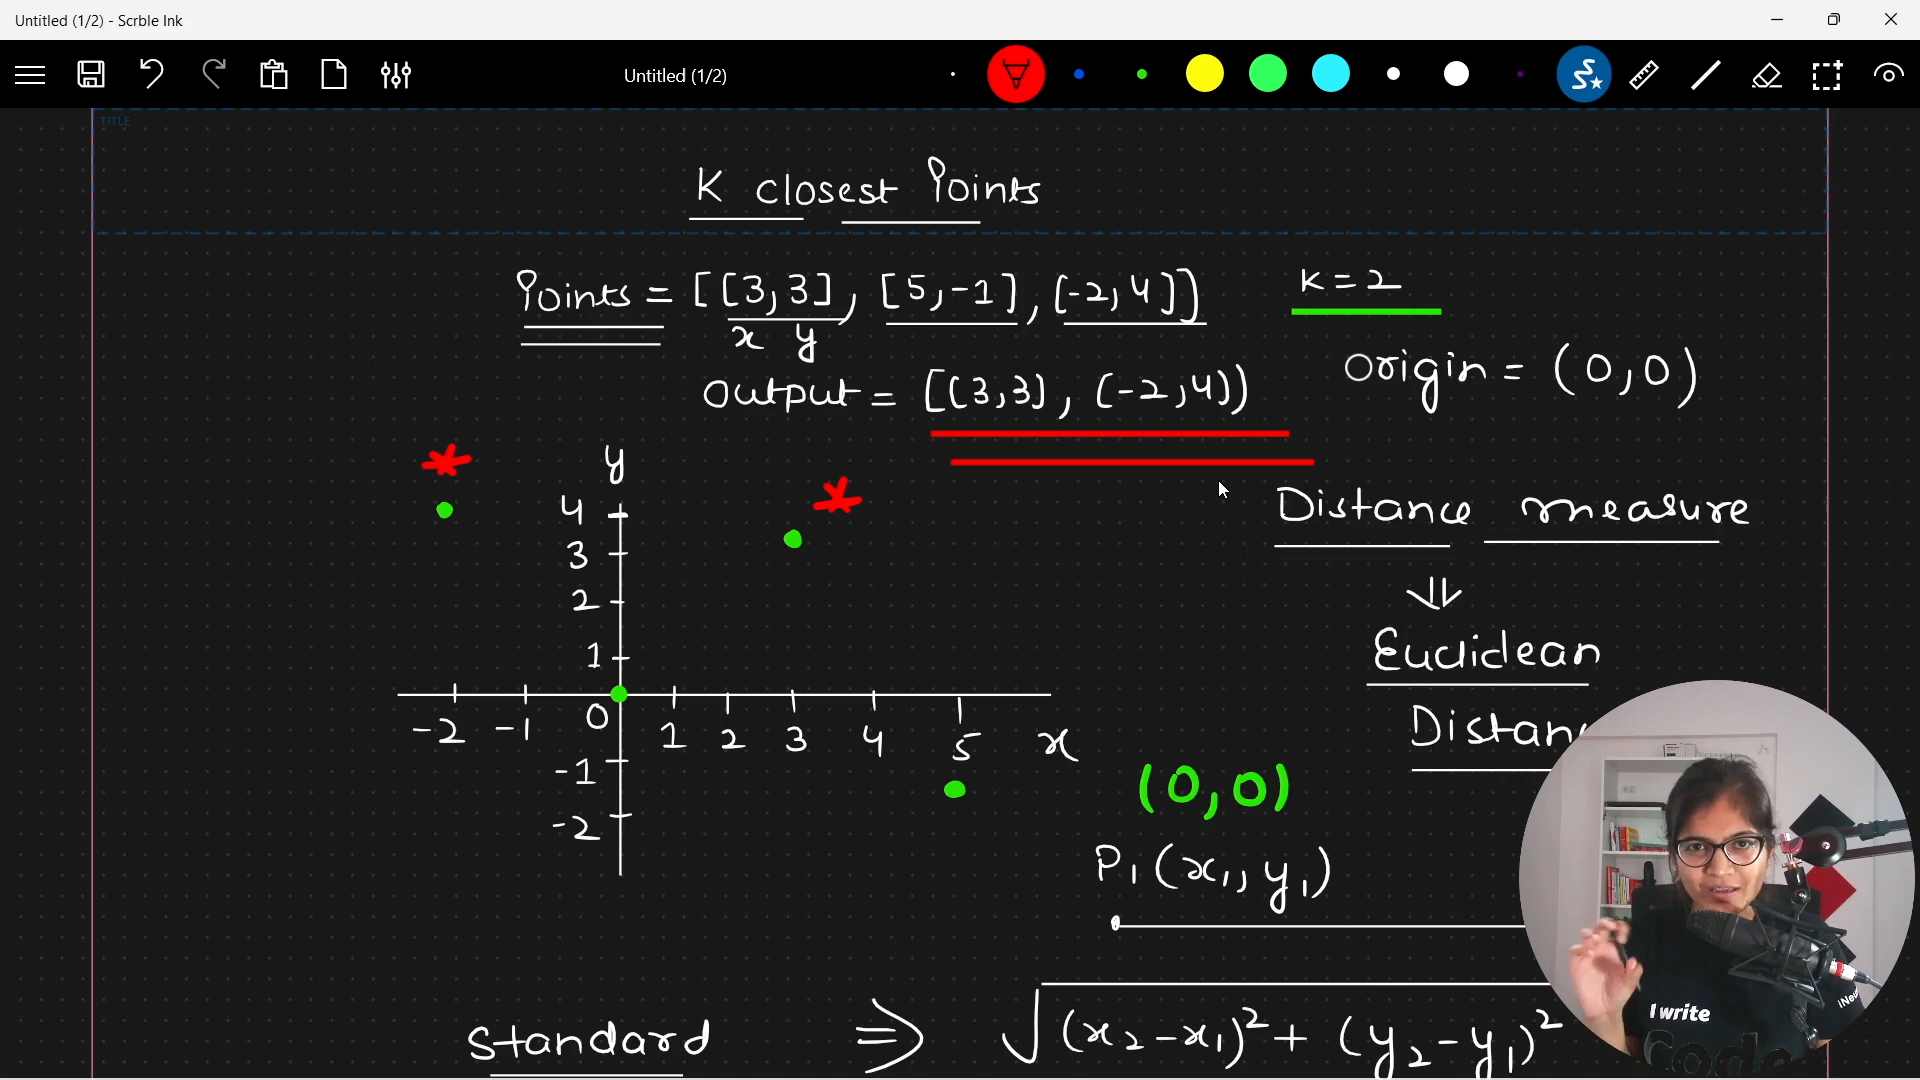 Untitled (1/2) - Scrble Ink
Untitled (1/2)
TITLE
K closest Points
Points = [[3,3], [5,-1], [-2,4]]
K=2
x y
Output = [(3,3), (-2,4))
Origin = (0,0)
y
4
3
2
1
Distance measure
⇓
Euclidean
-2 -1 0 1 2 3 4 5 x
Distan
-1
-2
(0,0)
P1(x1, y1)
I write
Code
standard ⇒ √(x2-x1)²+ (y2-y1)²